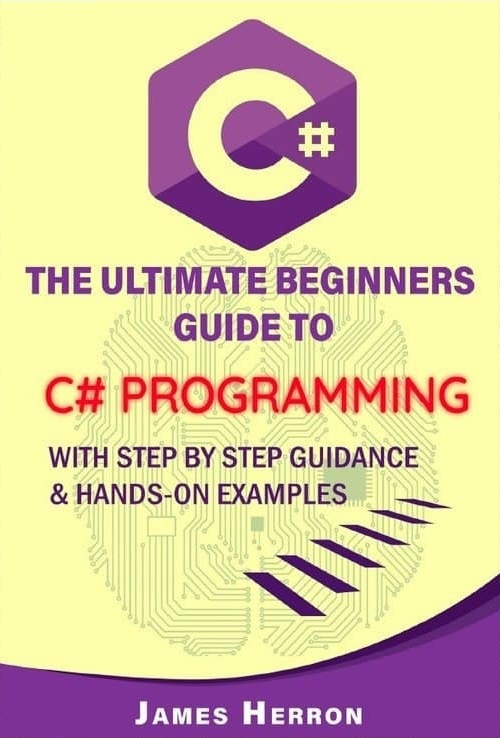 C#
THE ULTIMATE BEGINNERS
GUIDE TO
C# PROGRAMMING
WITH STEP BY STEP GUIDANCE
& HANDS-ON EXAMPLES
JAMES HERRON